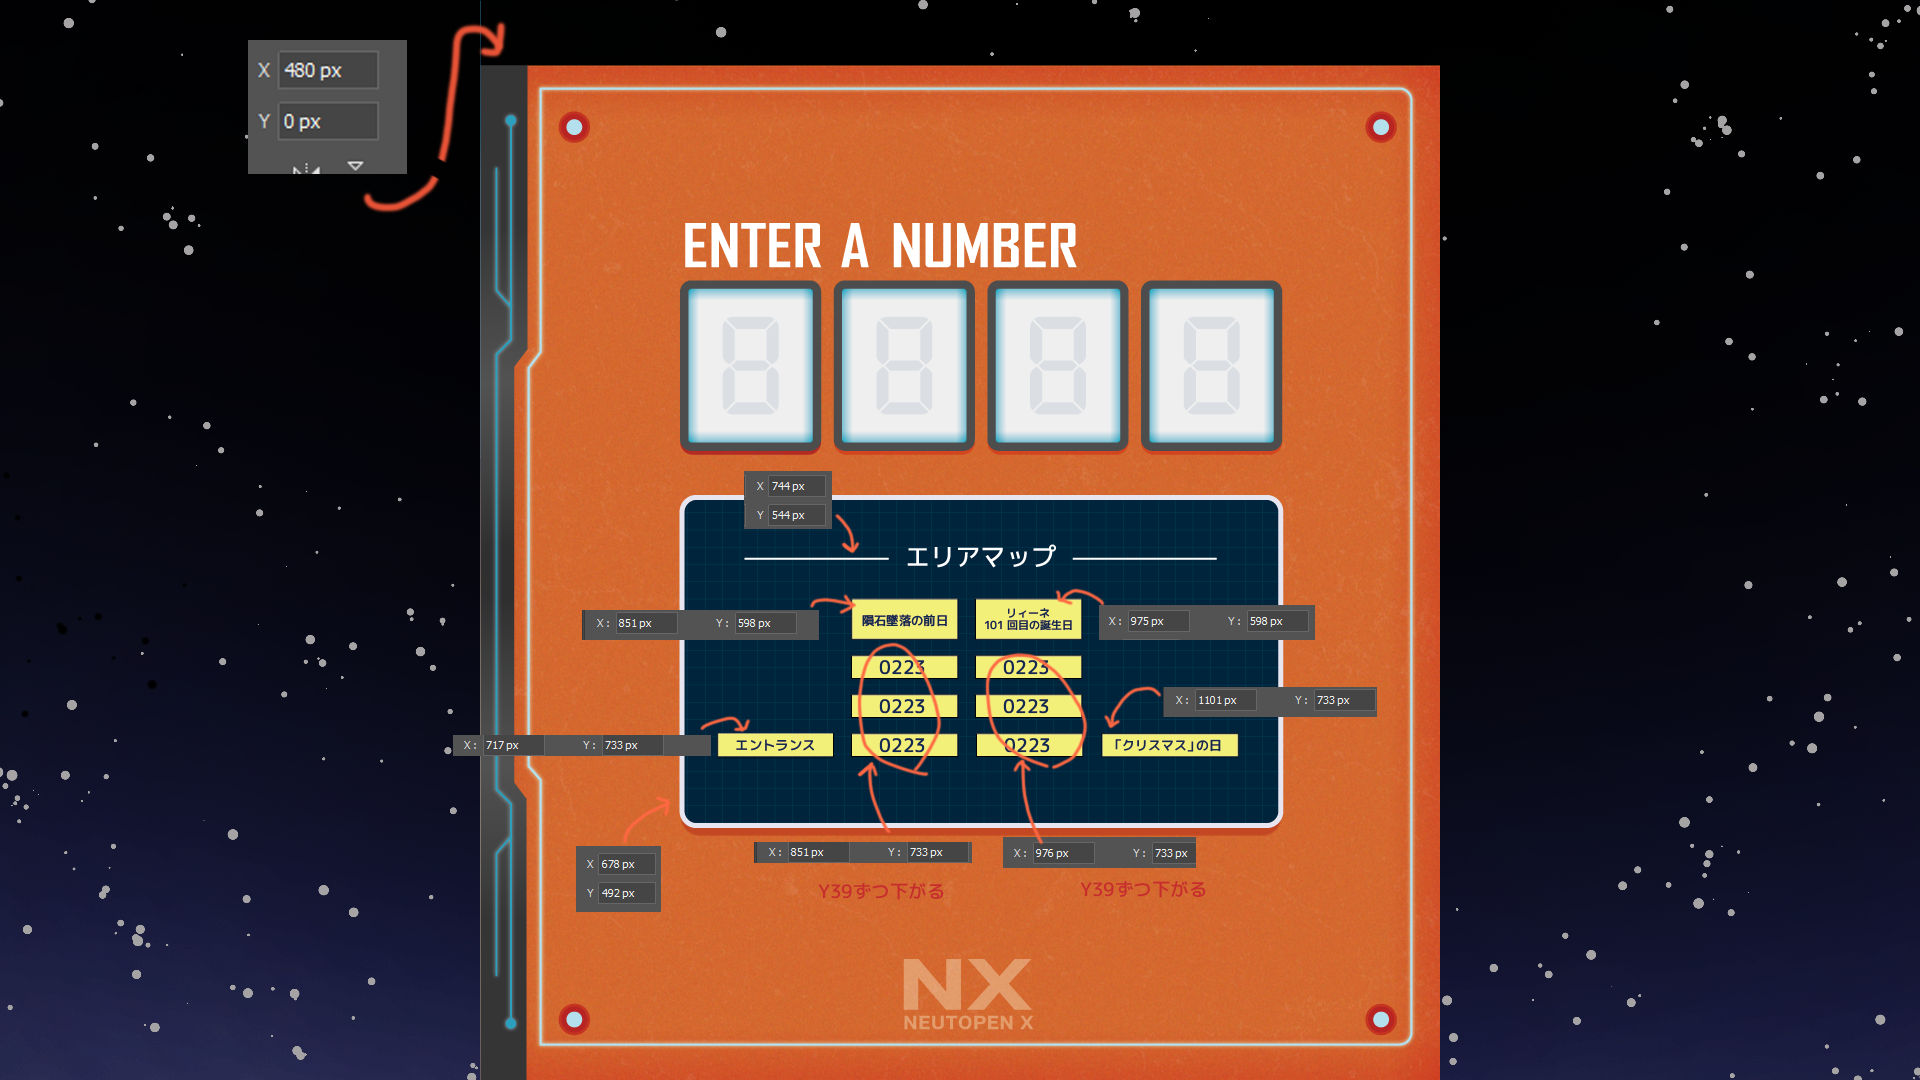 X 480 px
Y 0 px
ENTER A NUMBER
X 744 px
Y 544 px
エリアマップ
X: 851 px Y: 598 px
隕石墜落の前日
リィーネ
101 回目の誕生日
X: 975 px Y: 598 px
0223 0223
0223 0223
X: 1101 px Y: 733 px
X: 717 px Y: 733 px
エントランス
0223 0223
「クリスマス」の日
X: 851 px Y: 733 px
X: 976 px Y: 733 px
X 678 px
Y 492 px
Y39ずつ下がる
Y39ずつ下がる
NX
NEUTOPEN X